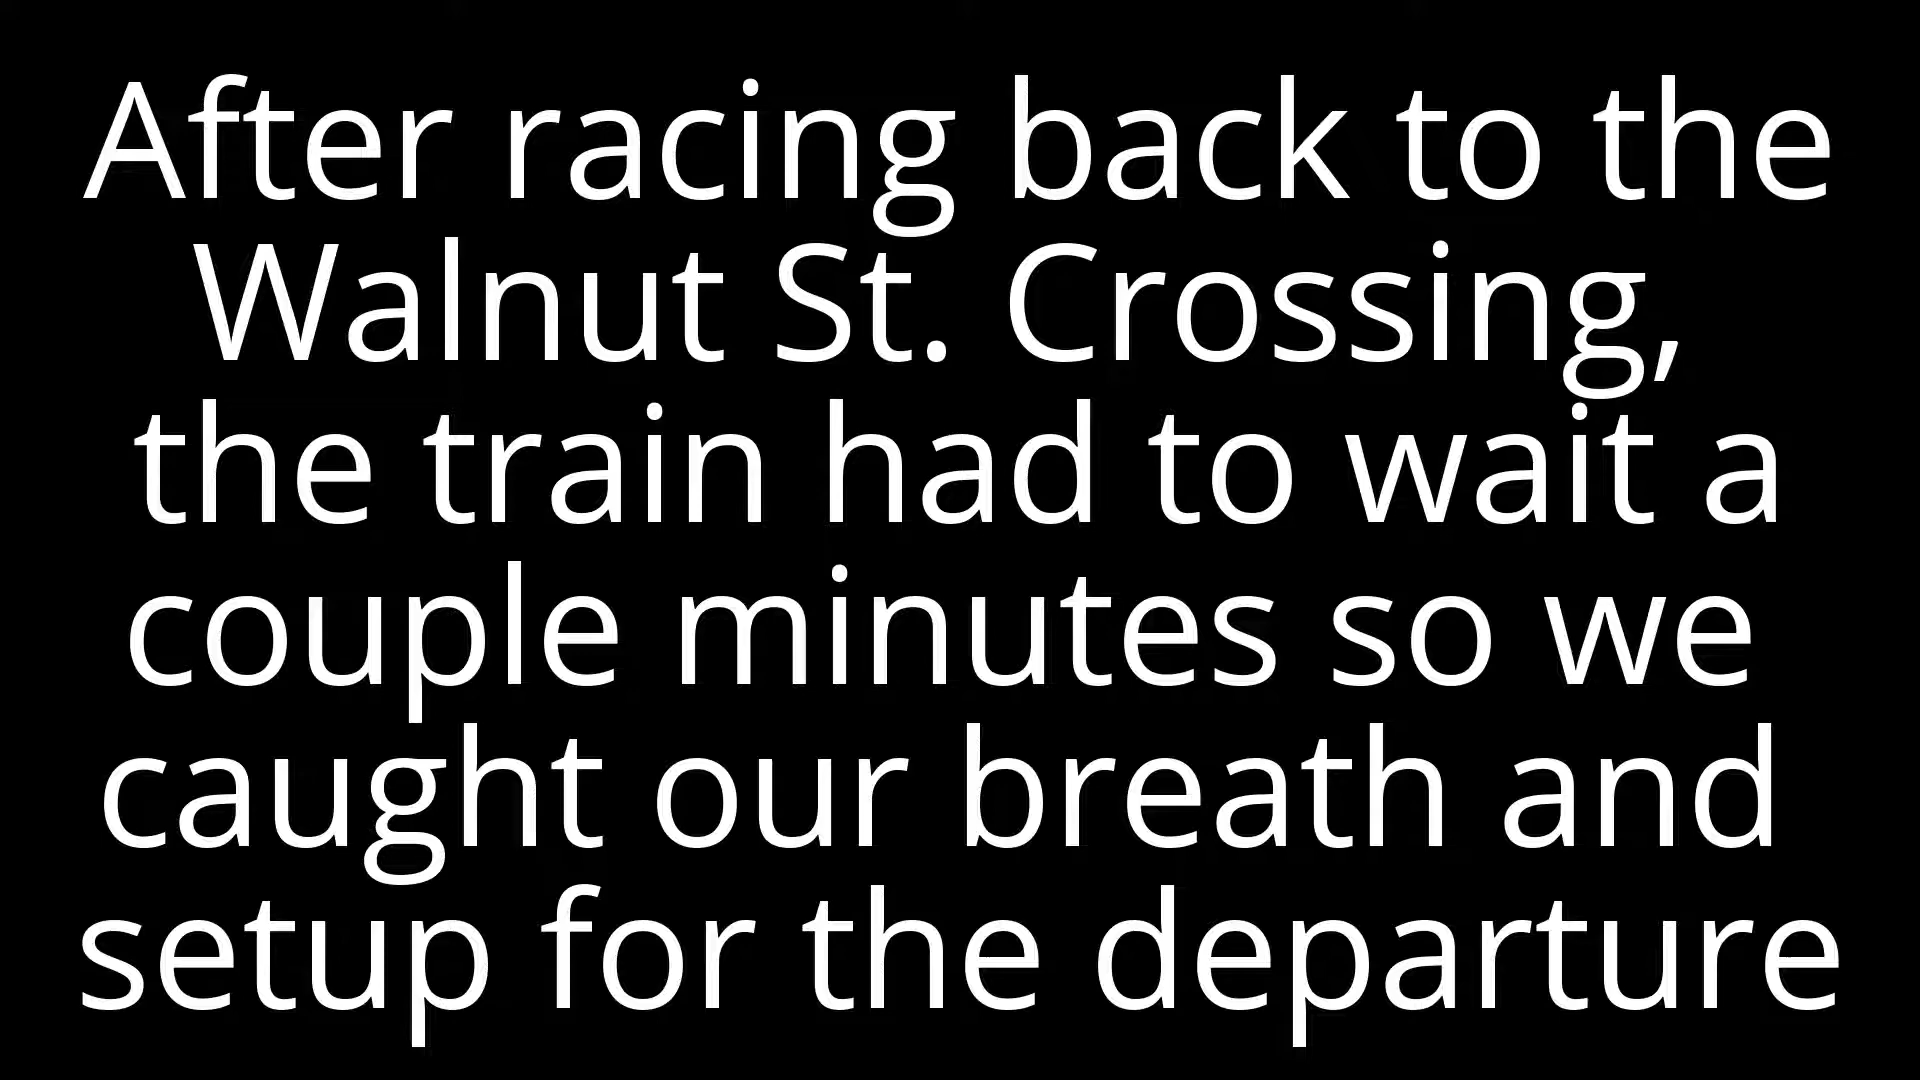 After racing back to the
Walnut St. Crossing,
the train had to wait a
couple minutes so we
caught our breath and
setup for the departure